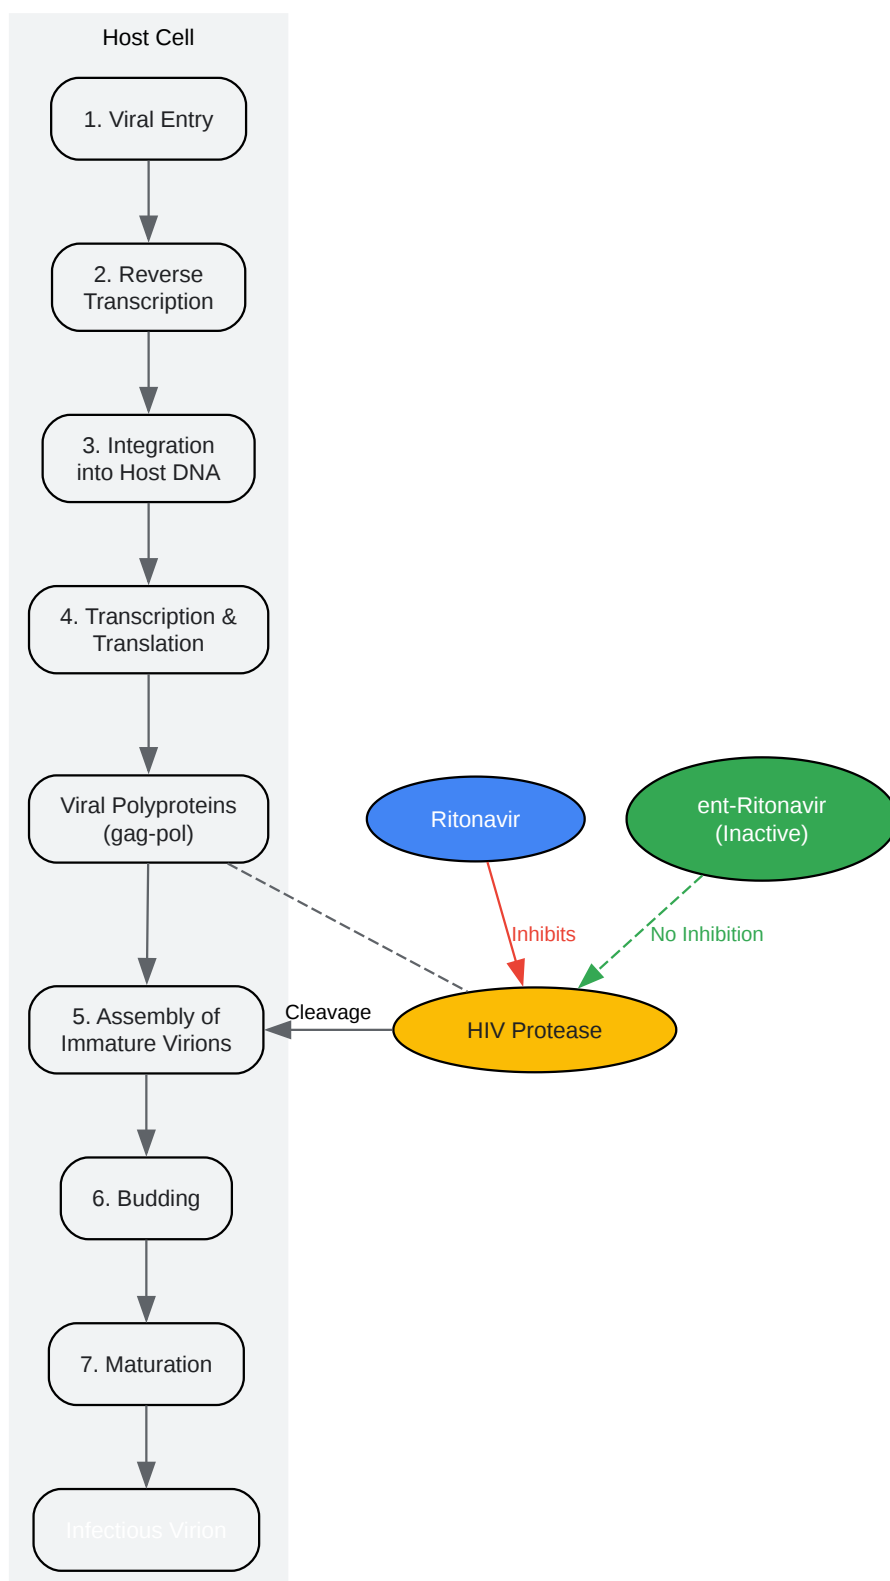 Host Cell
1. Viral Entry
2. Reverse
Transcription
3. Integration
into Host DNA
4. Transcription &
Translation
Viral Polyproteins
(gag-pol)
Ritonavir
ent-Ritonavir
(Inactive)
Inhibits
No Inhibition
Cleavage
HIV Protease
5. Assembly of
Immature Virions
6. Budding
7. Maturation
Infectious Virion